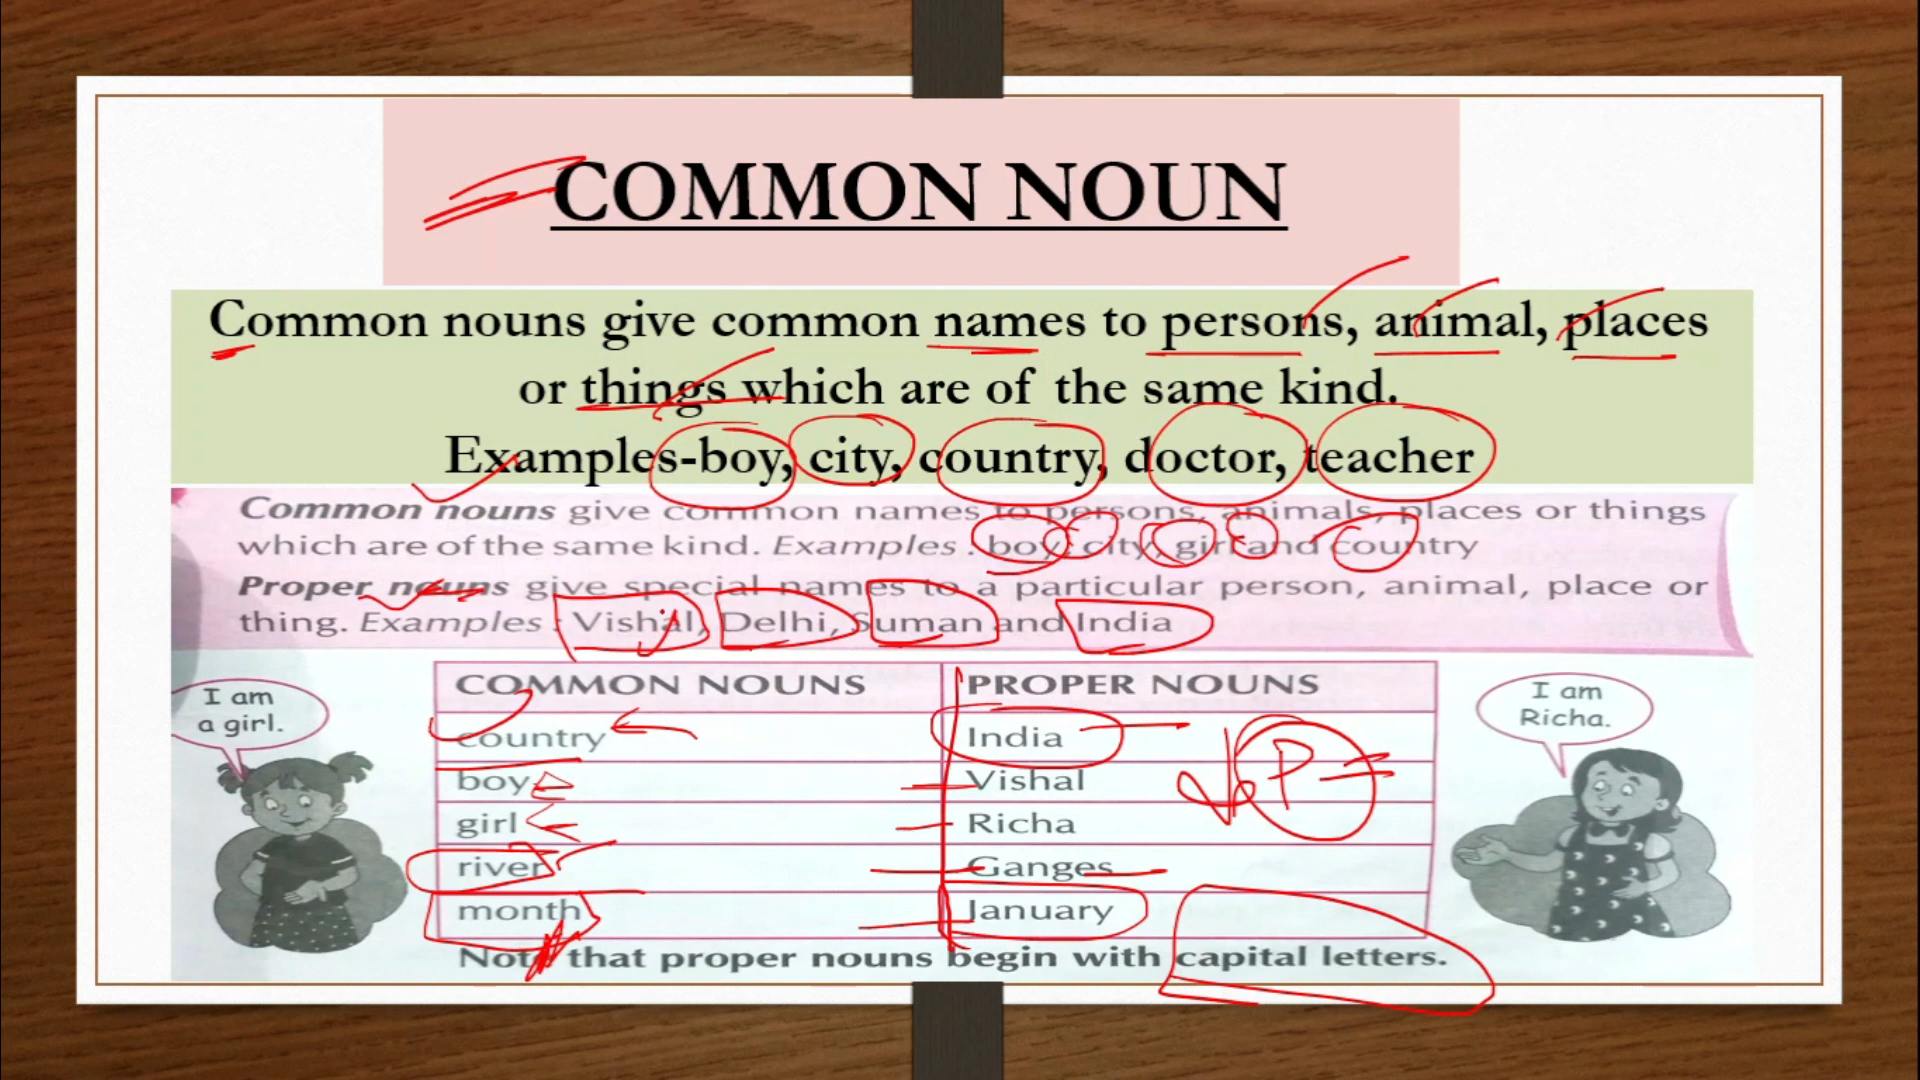 COMMON NOUN
Common nouns give common names to persons, animal, places
or things which are of the same kind.
Examples-boy, city, country, doctor, teacher
Common nouns give common names to persons, animals, places or things
which are of the same kind. Examples : boy, city, girl and country
Proper nouns give special names to a particular person, animal, place or
thing. Examples : Vishal, Delhi, Suman and India
I am
a girl.
COMMON NOUNS PROPER NOUNS
country India
boy Vishal
girl Richa
river Ganges
month January
I am
Richa.
P
Note that proper nouns begin with capital letters.